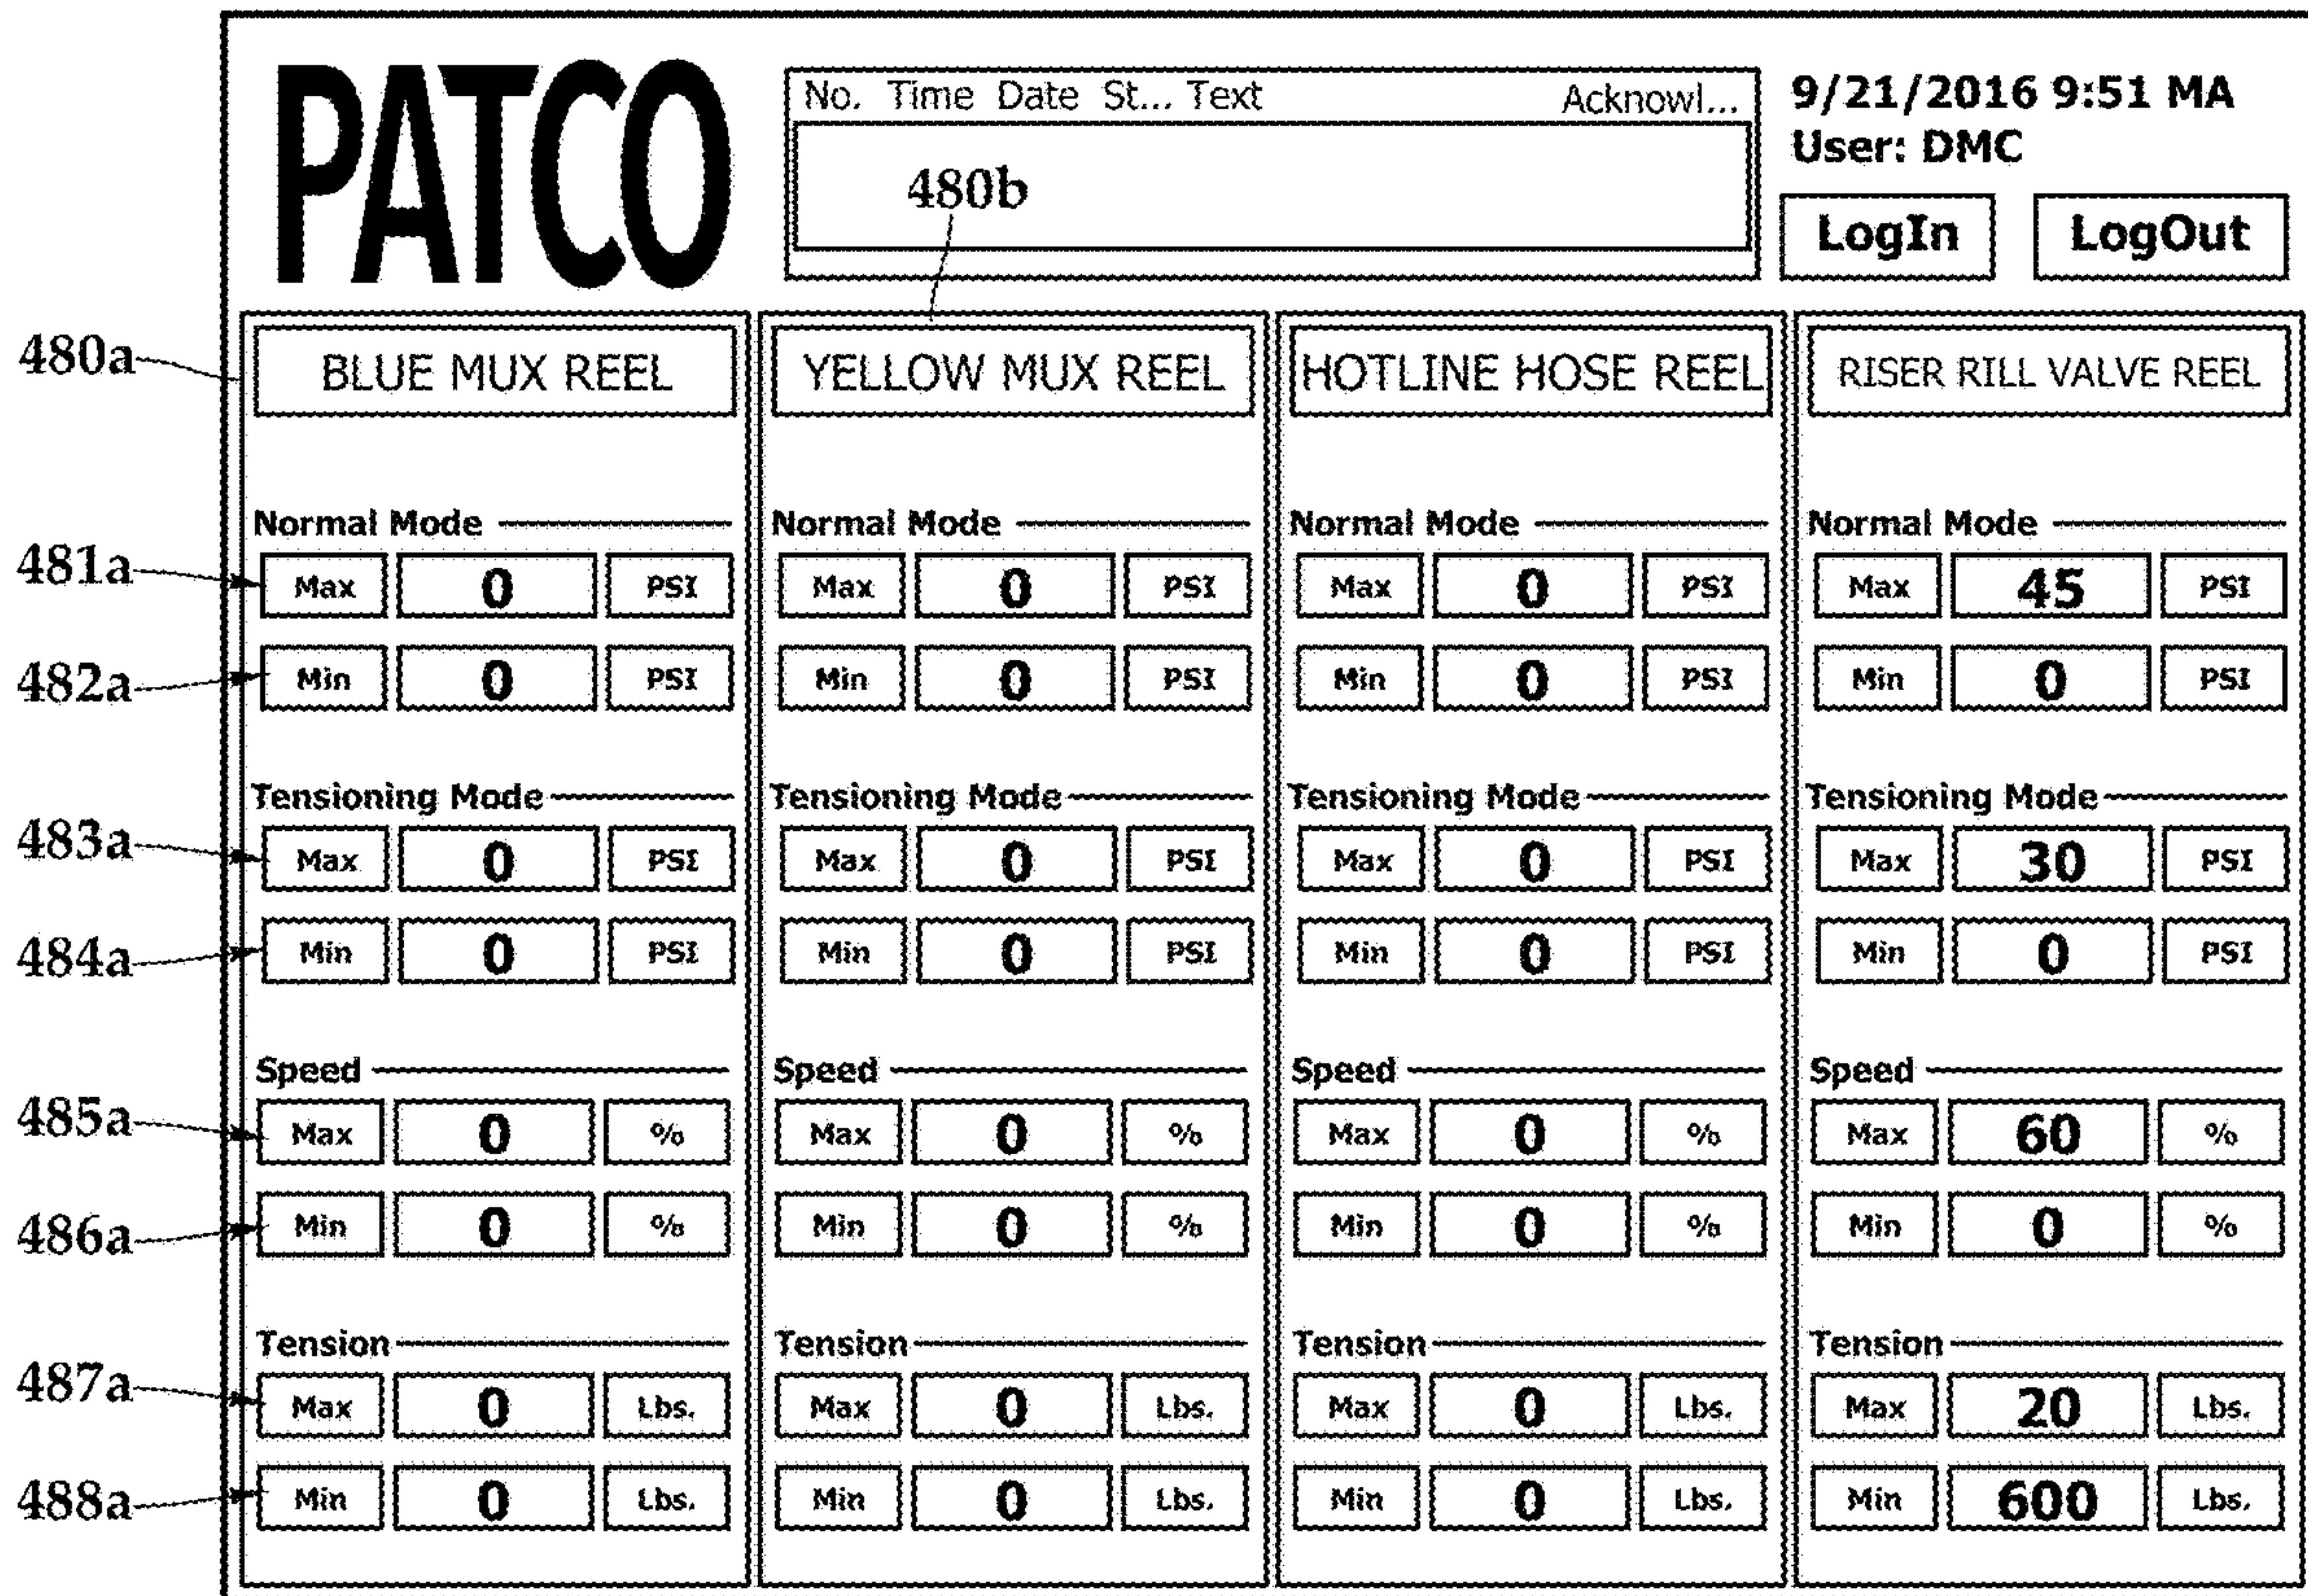 PATCO
No. Time Date St... Text Acknowl...
9/21/2016 9:51 MA
User: DMC
480b
LogIn LogOut
480a BLUE MUX REEL YELLOW MUX REEL HOTLINE HOSE REEL RISER RILL VALVE REEL
Normal Mode Normal Mode Normal Mode Normal Mode
481a Max 0 PSI Max 0 PSI Max 0 PSI Max 45 PSI
482a Min 0 PSI Min 0 PSI Min 0 PSI Min 0 PSI
Tensioning Mode Tensioning Mode Tensioning Mode Tensioning Mode
483a Max 0 PSI Max 0 PSI Max 0 PSI Max 30 PSI
484a Min 0 PSI Min 0 PSI Min 0 PSI Min 0 PSI
Speed Speed Speed Speed
485a Max 0 % Max 0 % Max 0 % Max 60 %
486a Min 0 % Min 0 % Min 0 % Min 0 %
Tension Tension Tension Tension
487a Max 0 Lbs. Max 0 Lbs. Max 0 Lbs. Max 20 Lbs.
488a Min 0 Lbs. Min 0 Lbs. Min 0 Lbs. Min 600 Lbs.